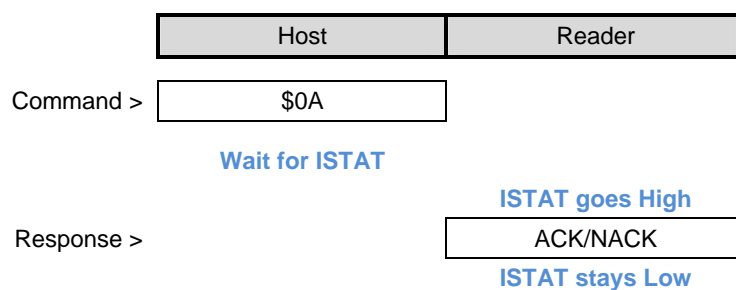 Host Reader
Command > $0A
Wait for ISTAT
ISTAT goes High
Response > ACK/NACK
ISTAT stays Low